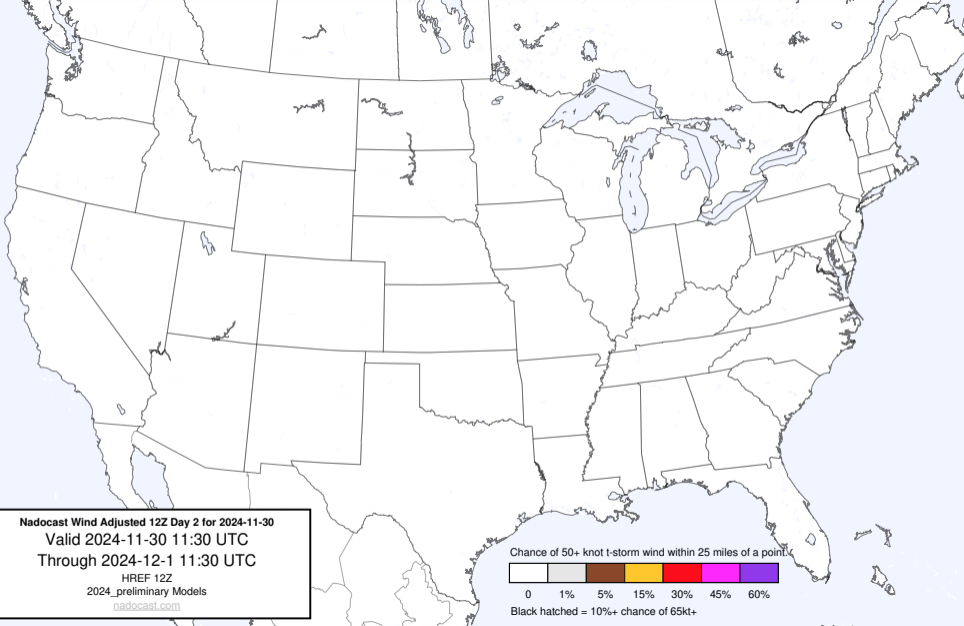 Nadocast Wind Adjusted 12Z Day 2 for 2024-11-30
Valid 2024-11-30 11:30 UTC
Through 2024-12-1 11:30 UTC
HREF 12Z
2024_preliminary Models
nadocast.com
Chance of 50+ knot t-storm wind within 25 miles of a point.
0 1% 5% 15% 30% 45% 60%
Black hatched = 10%+ chance of 65kt+